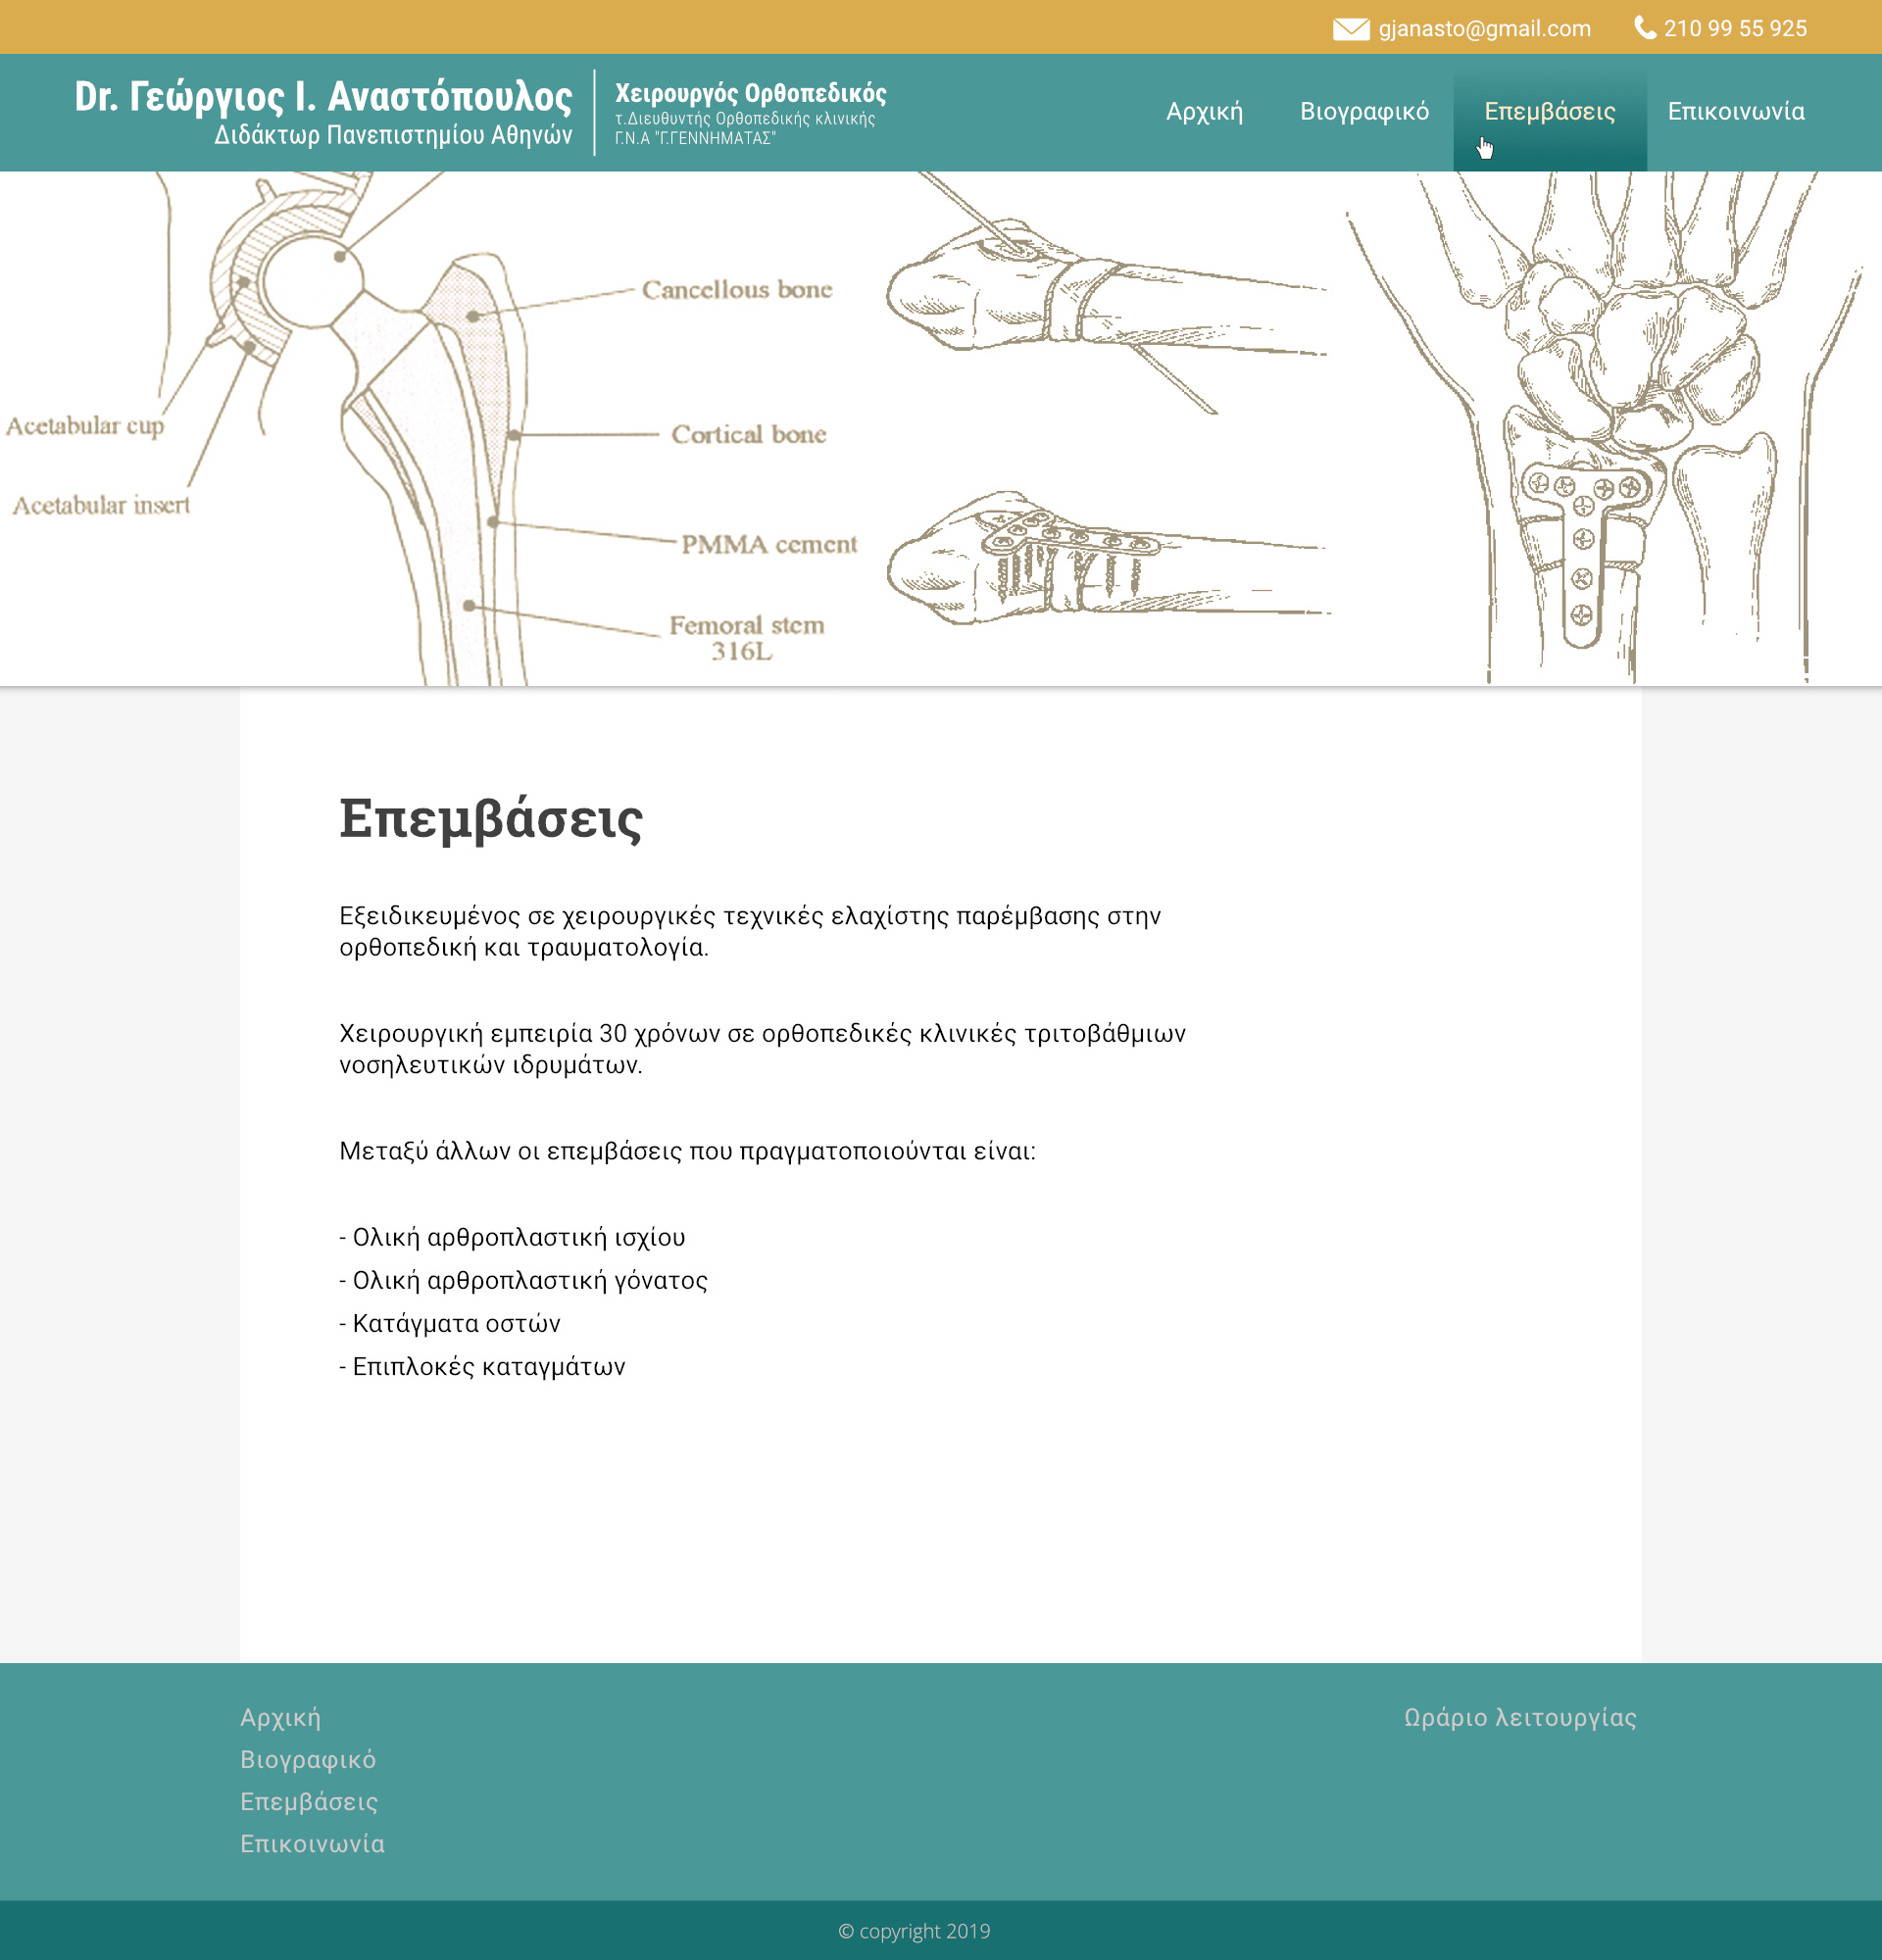 gjanasto@gmail.com 210 99 55 925
Dr. Γεώργιος Ι. Αναστόπουλος
Διδάκτωρ Πανεπιστημίου Αθηνών
Χειρουργός Ορθοπεδικός
τ.Διευθυντής Ορθοπεδικής κλινικής
Γ.Ν.Α "Γ.ΓΕΝΝΗΜΑΤΑΣ"
Αρχική Βιογραφικό Επεμβάσεις Επικοινωνία
Cancellous bone
Acetabular cup
Cortical bone
Acetabular insert
PMMA cement
Femoral stem
316L
Επεμβάσεις
Εξειδικευμένος σε χειρουργικές τεχνικές ελαχίστης παρέμβασης στην
ορθοπεδική και τραυματολογία.
Χειρουργική εμπειρία 30 χρόνων σε ορθοπεδικές κλινικές τριτοβάθμιων
νοσηλευτικών ιδρυμάτων.
Μεταξύ άλλων οι επεμβάσεις που πραγματοποιούνται είναι:
- Ολική αρθροπλαστική ισχίου
- Ολική αρθροπλαστική γόνατος
- Κατάγματα οστών
- Επιπλοκές καταγμάτων
Αρχική
Βιογραφικό
Επεμβάσεις
Επικοινωνία
Ωράριο λειτουργίας
© copyright 2019